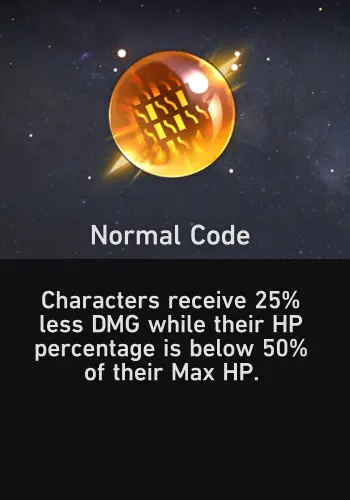 Normal Code
Characters receive 25%
less DMG while their HP
percentage is below 50%
of their Max HP.